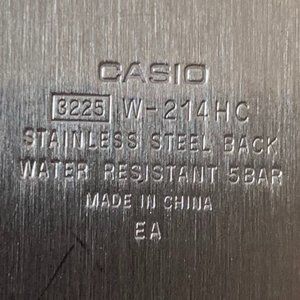 CASIO
3225 W-214HC
STAINLESS STEEL BACK
WATER RESISTANT 5BAR
MADE IN CHINA
EA